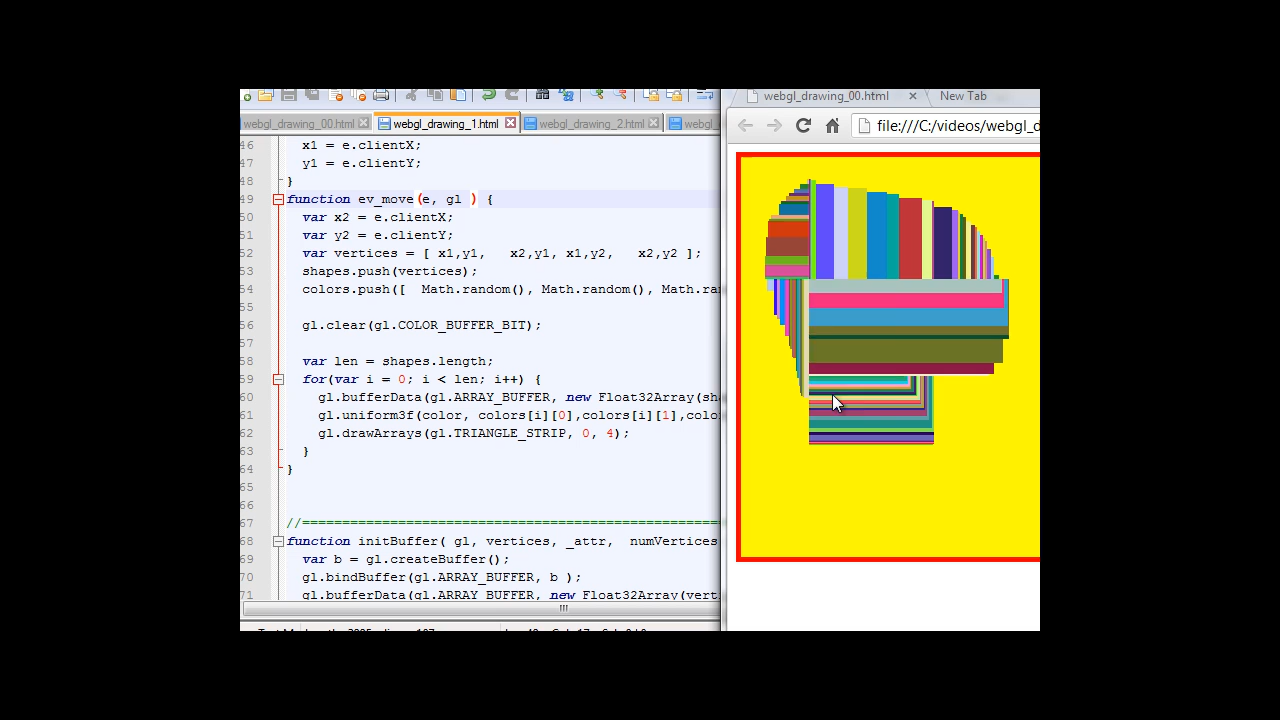 webgl_drawing_00.html
webgl_drawing_1.html
webgl_drawing_2.html
webgl_
webgl_drawing_00.html
New Tab
file:///C:/videos/webgl_d
46 x1 = e.clientX;
47 y1 = e.clientY;
48 }
49 function ev_move(e, gl ) {
50 var x2 = e.clientX;
51 var y2 = e.clientY;
52 var vertices = [ x1,y1, x2,y1, x1,y2, x2,y2 ];
53 shapes.push(vertices);
54 colors.push([ Math.random(), Math.random(), Math.ra
55
56 gl.clear(gl.COLOR_BUFFER_BIT);
57
58 var len = shapes.length;
59 for(var i = 0; i < len; i++) {
60 gl.bufferData(gl.ARRAY_BUFFER, new Float32Array(sha
61 gl.uniform3f(color, colors[i][0],colors[i][1],colo
62 gl.drawArrays(gl.TRIANGLE_STRIP, 0, 4);
63 }
64 }
65
66
67 //======================================================
68 function initBuffer( gl, vertices, _attr, numVertices
69 var b = gl.createBuffer();
70 gl.bindBuffer(gl.ARRAY_BUFFER, b );
71 gl.bufferData(gl.ARRAY_BUFFER, new Float32Array(vert